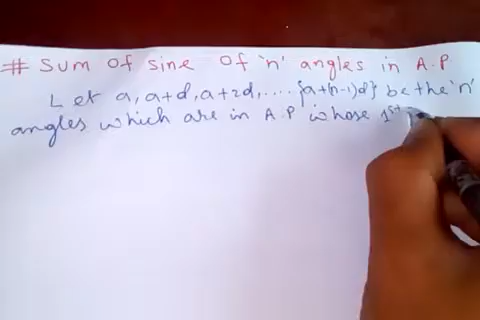 # Sum of sine of 'n' angles in A.P
Let a, a+d, a+2d, .... {a+(n-1)d} be the 'n'
angles which are in A.P whose 1st